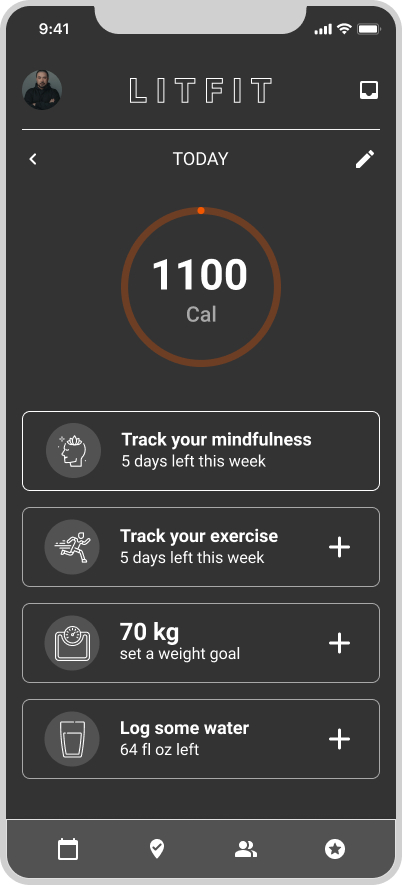 9:41
LITFIT
TODAY
1100
Cal
Track your mindfulness
5 days left this week
Track your exercise
5 days left this week
70 kg
set a weight goal
Log some water
64 fl oz left